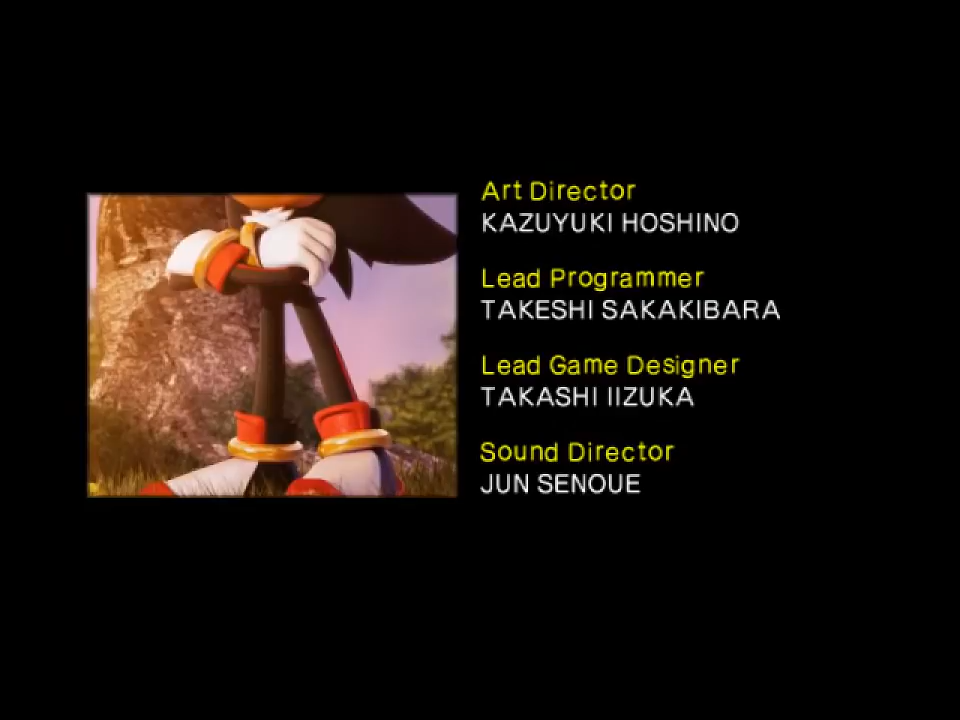 Art Director
KAZUYUKI HOSHINO
Lead Programmer
TAKESHI SAKAKIBARA
Lead Game Designer
TAKASHI IIZUKA
Sound Director
JUN SENOUE